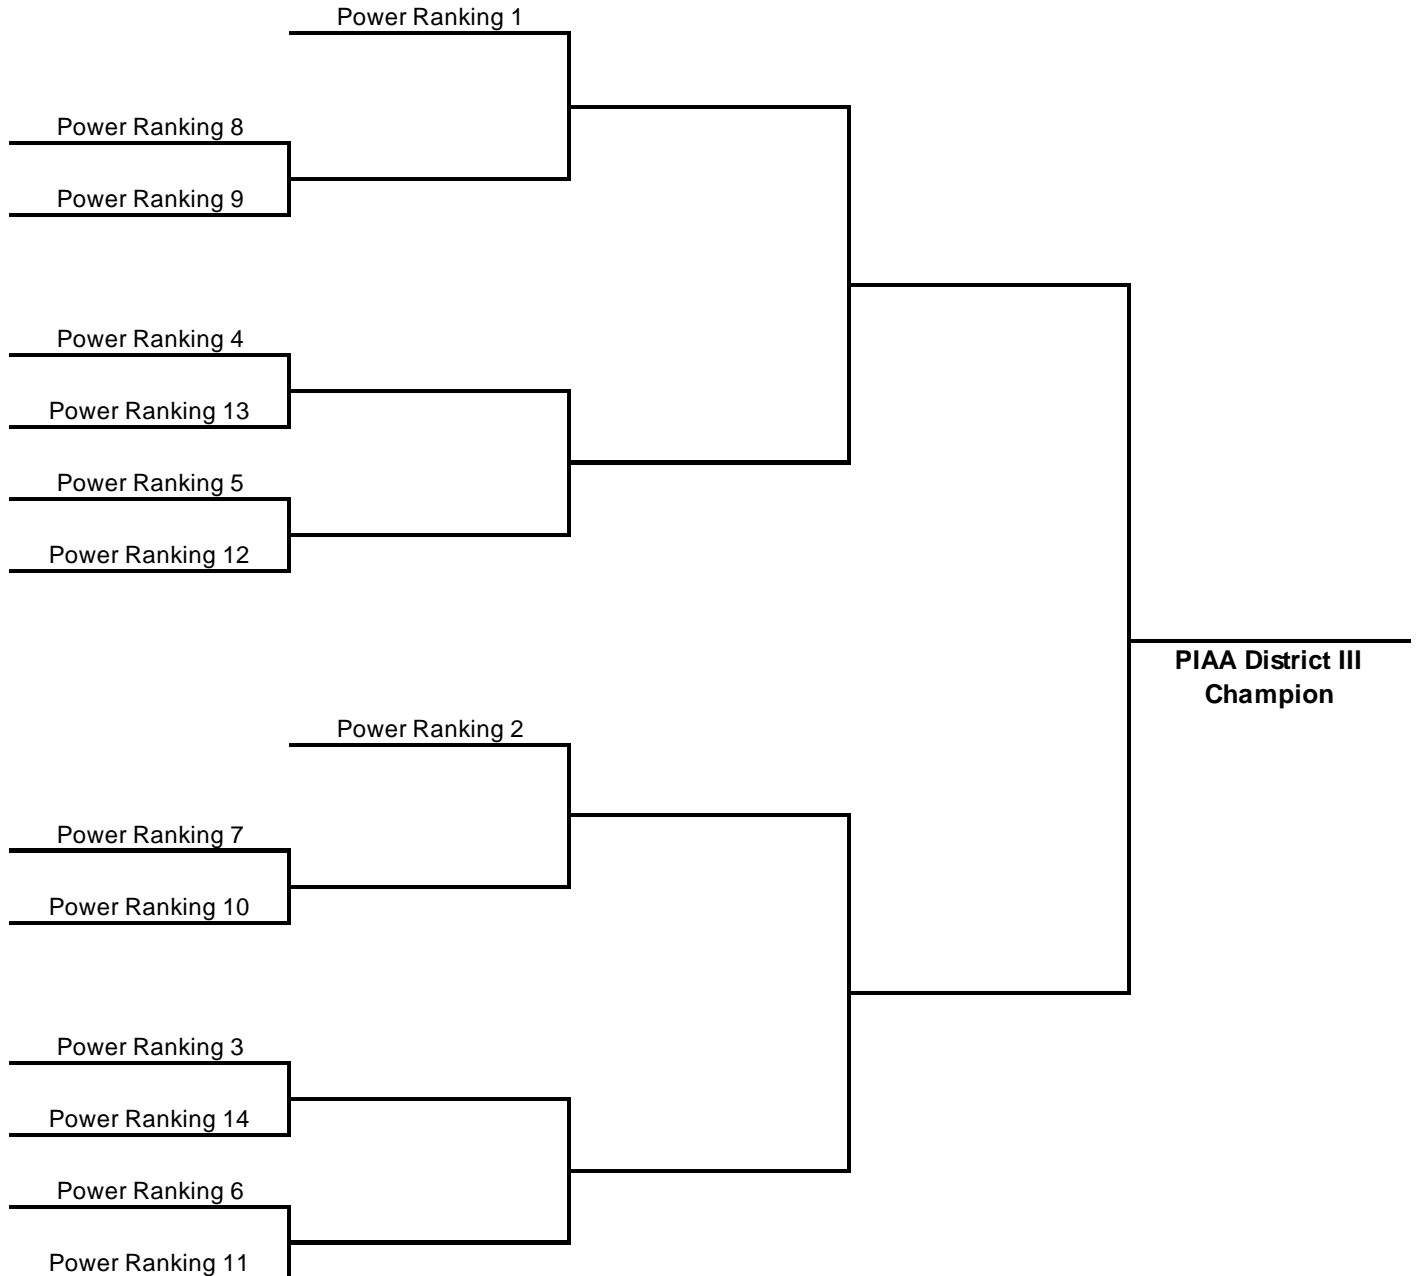 Power Ranking 1
Power Ranking 8
Power Ranking 9
Power Ranking 4
Power Ranking 13
Power Ranking 5
Power Ranking 12
PIAA District III
Champion
Power Ranking 2
Power Ranking 7
Power Ranking 10
Power Ranking 3
Power Ranking 14
Power Ranking 6
Power Ranking 11